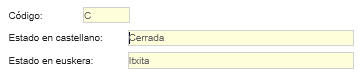 Código: C
Estado en castellano: Cerrada
Estado en euskera: Itxita